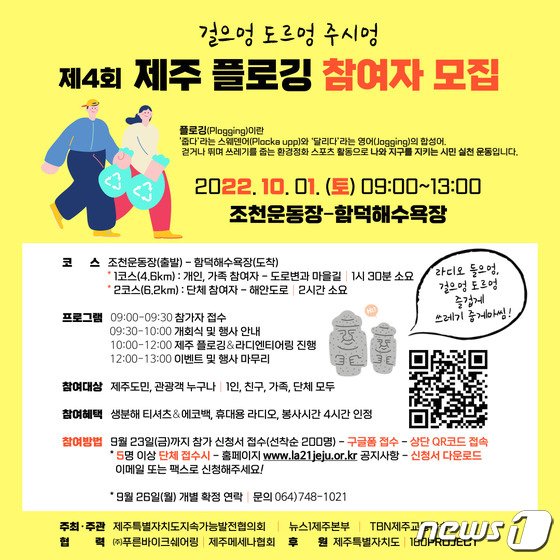 걸으멍 도르멍 주시멍
제4회 제주 플로깅 참여자 모집
플로깅(Plogging)이란
'줍다'라는 스웨덴어(Plocka upp)와 '달리다'라는 영어(Jogging)의 합성어.
걷거나 뛰며 쓰레기를 줍는 환경정화 스포츠 활동으로 나와 지구를 지키는 시민 실천 운동입니다.
2022. 10. 01. (토) 09:00~13:00
조천운동장-함덕해수욕장
코 스 조천운동장(출발) - 함덕해수욕장(도착)
* 1코스(4.6km) : 개인, 가족 참여자 - 도로변과 마을길 | 1시 30분 소요
* 2코스(6.2km) : 단체 참여자 - 해안도로 | 2시간 소요
라디오 들으멍,
걸으멍 도르멍
즐겁게
쓰레기 줍게마씸!
프로그램 09:00-09:30 참가자 접수
09:30-10:00 개회식 및 행사 안내
10:00-12:00 제주 플로깅&라디엔티어링 진행
12:00-13:00 이벤트 및 행사 마무리
참여대상 제주도민, 관광객 누구나 | 1인, 친구, 가족, 단체 모두
참여혜택 생분해 티셔츠&에코백, 휴대용 라디오, 봉사시간 4시간 인정
참여방법 9월 23일(금)까지 참가 신청서 접수(선착순 200명) - 구글폼 접수 - 상단 QR코드 접속
* 5명 이상 단체 접수시 - 홈페이지 www.la21jeju.or.kr 공지사항 - 신청서 다운로드
이메일 또는 팩스로 신청해주세요!
* 9월 26일(월) 개별 확정 연락 | 문의 064)748-1021
주최·주관 제주특별자치도지속가능발전협의회 | 뉴스1제주본부 | TBN제주교
협 력 ㈜푸른바이크쉐어링 | 제주메세나협회 후 원 제주특별자치도 | 160PROJECT
news1